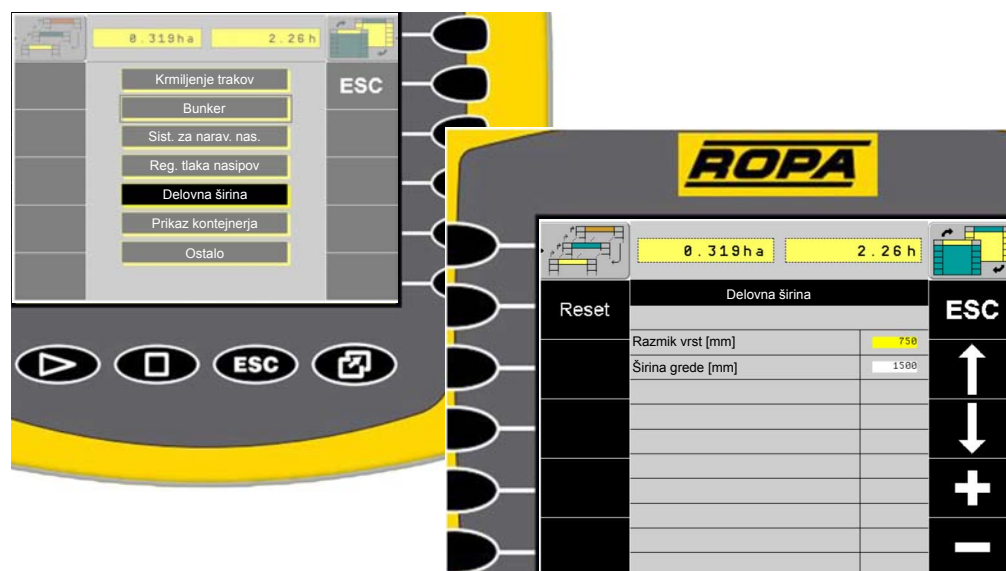 0.319ha 2.26h
Krmiljenje trakov
ESC
Bunker
Sist. za narav. nas.
Reg. tlaka nasipov
Delovna širina
Prikaz kontejnerja
Ostalo
ESC
ROPA
0.319ha 2.26h
Reset
Delovna širina
ESC
Razmik vrst [mm] 750
Širina grede [mm] 1500